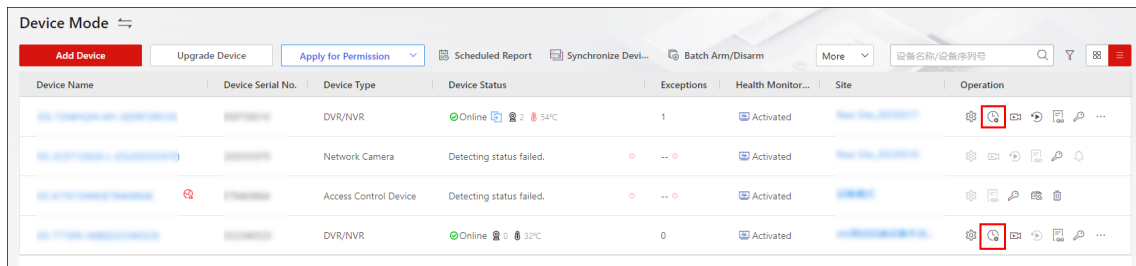 Device Mode
Add Device Upgrade Device Apply for Permission Scheduled Report Synchronize Devi... Batch Arm/Disarm More 设备名称/设备序列号
Device Name Device Serial No. Device Type Device Status Exceptions Health Monitor... Site Operation
DVR/NVR Online 2 54°C 1 Activated
Network Camera Detecting status failed. -- Activated
Access Control Device Detecting status failed. -- Activated
DVR/NVR Online 0 32°C 0 Activated